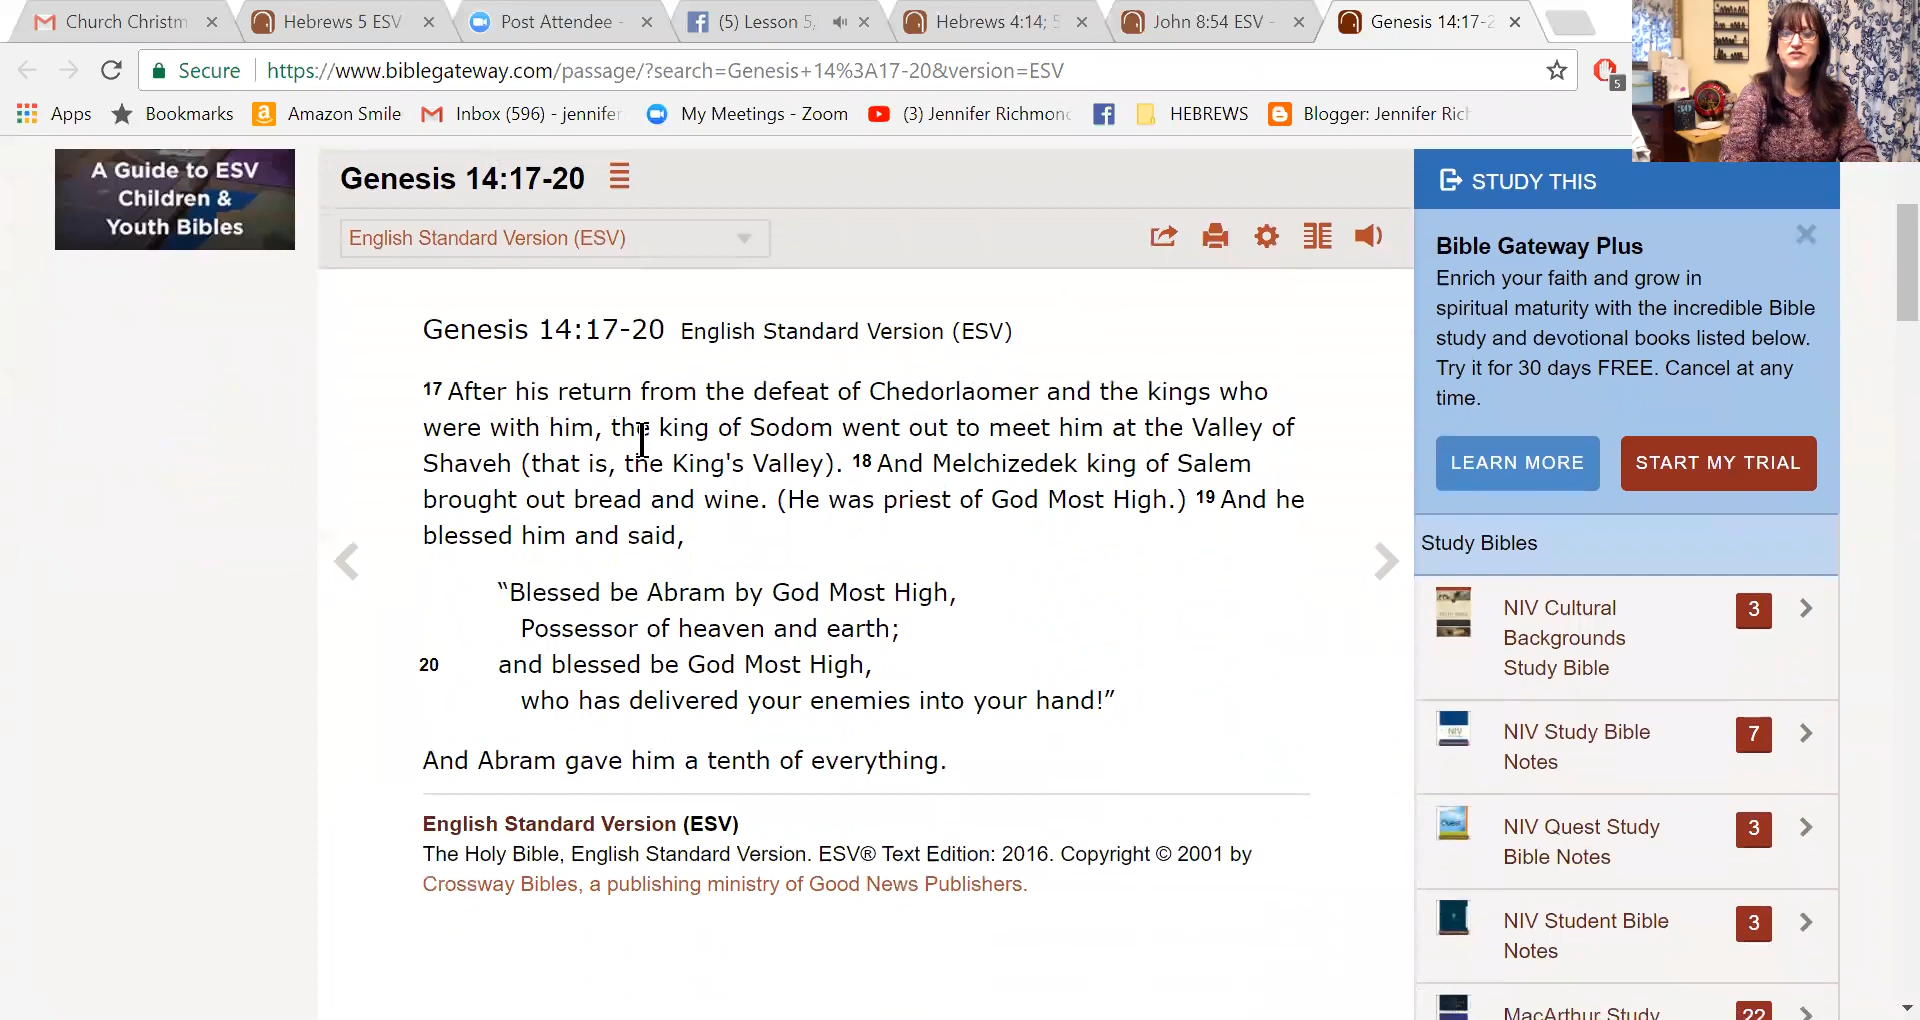 Church Christm
Hebrews 5 ESV
Post Attendee -
(5) Lesson 5,
Hebrews 4:14; 5
John 8:54 ESV -
Genesis 14:17-2
Secure
https://www.biblegateway.com/passage/?search=Genesis+14%3A17-20&version=ESV
5
Apps
Bookmarks
Amazon Smile
Inbox (596) - jennifer
My Meetings - Zoom
(3) Jennifer Richmond
HEBREWS
Blogger: Jennifer Rich
A Guide to ESV
Children &
Youth Bibles
Genesis 14:17-20
English Standard Version (ESV)
Genesis 14:17-20 English Standard Version (ESV)
17 After his return from the defeat of Chedorlaomer and the kings who
were with him, the king of Sodom went out to meet him at the Valley of
Shaveh (that is, the King's Valley). 18 And Melchizedek king of Salem
brought out bread and wine. (He was priest of God Most High.) 19 And he
blessed him and said,
“Blessed be Abram by God Most High,
Possessor of heaven and earth;
20 and blessed be God Most High,
who has delivered your enemies into your hand!”
And Abram gave him a tenth of everything.
English Standard Version (ESV)
The Holy Bible, English Standard Version. ESV® Text Edition: 2016. Copyright © 2001 by
Crossway Bibles, a publishing ministry of Good News Publishers.
STUDY THIS
Bible Gateway Plus
Enrich your faith and grow in
spiritual maturity with the incredible Bible
study and devotional books listed below.
Try it for 30 days FREE. Cancel at any
time.
LEARN MORE
START MY TRIAL
Study Bibles
NIV Cultural
Backgrounds
Study Bible
3
NIV Study Bible
Notes
7
NIV Quest Study
Bible Notes
3
NIV Student Bible
Notes
3
MacArthur Study
22